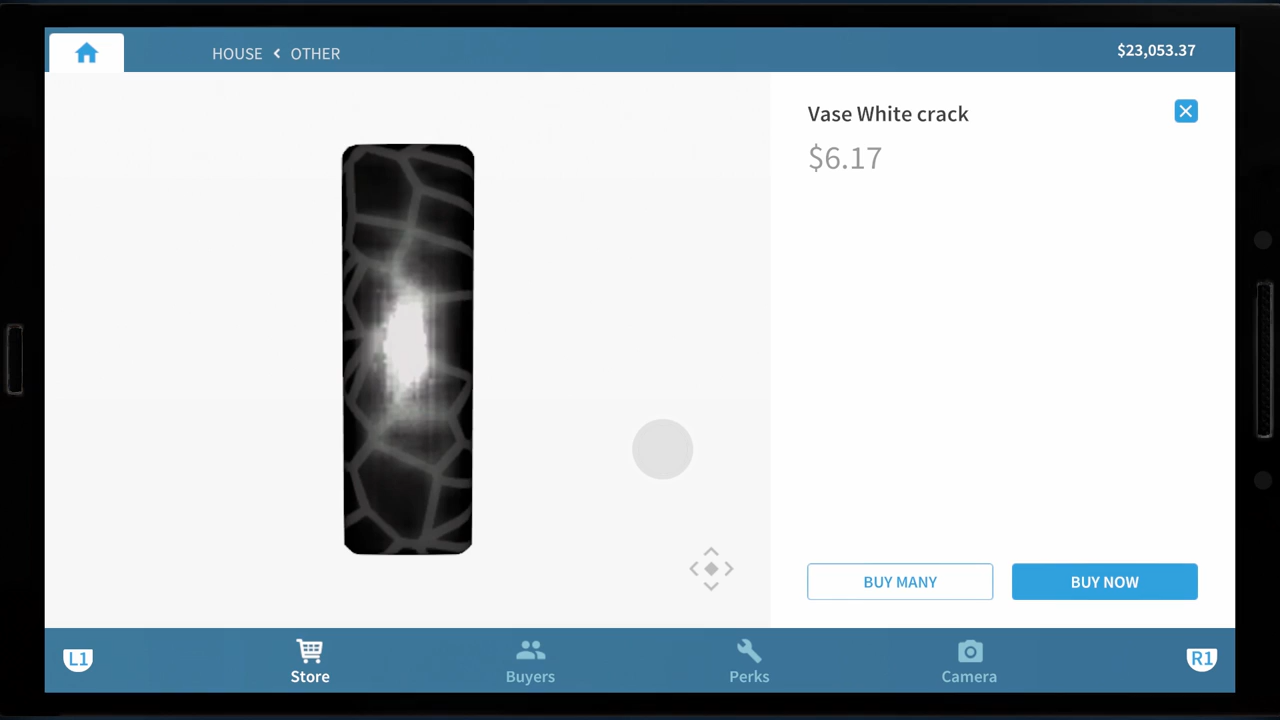 HOUSE OTHER
$23,053.37
Vase White crack
$6.17
BUY MANY
BUY NOW
L1
Store
Buyers
Perks
Camera
R1